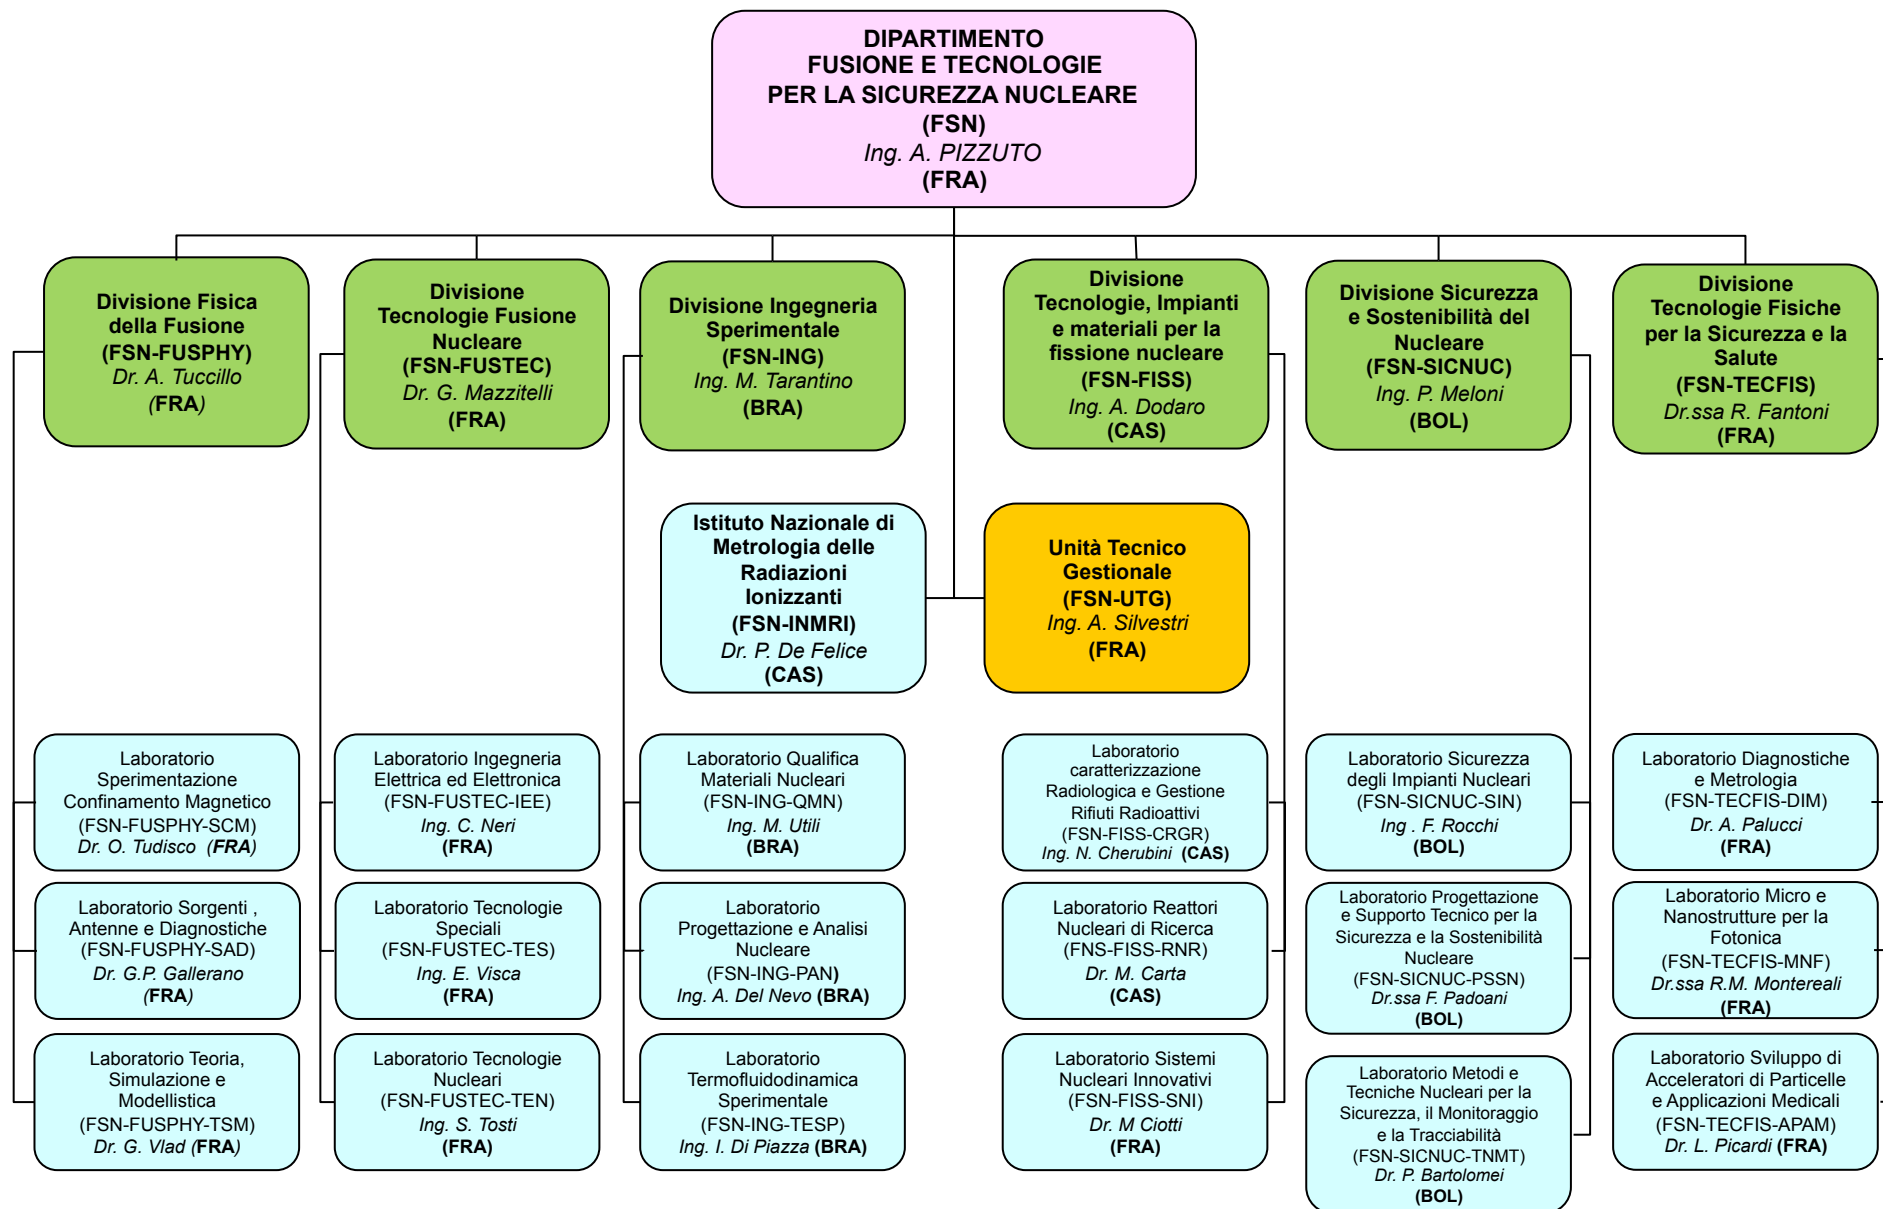 DIPARTIMENTO
FUSIONE E TECNOLOGIE
PER LA SICUREZZA NUCLEARE
(FSN)
Ing. A. PIZZUTO
(FRA)
Divisione Fisica
della Fusione
(FSN-FUSPHY)
Dr. A. Tuccillo
(FRA)
Divisione
Tecnologie Fusione
Nucleare
(FSN-FUSTEC)
Dr. G. Mazzitelli
(FRA)
Divisione Ingegneria
Sperimentale
(FSN-ING)
Ing. M. Tarantino
(BRA)
Divisione
Tecnologie, Impianti
e materiali per la
fissione nucleare
(FSN-FISS)
Ing. A. Dodaro
(CAS)
Divisione Sicurezza
e Sostenibilità del
Nucleare
(FSN-SICNUC)
Ing. P. Meloni
(BOL)
Divisione
Tecnologie Fisiche
per la Sicurezza e la
Salute
(FSN-TECFIS)
Dr.ssa R. Fantoni
(FRA)
Istituto Nazionale di
Metrologia delle
Radiazioni
Ionizzanti
(FSN-INMRI)
Dr. P. De Felice
(CAS)
Unità Tecnico
Gestionale
(FSN-UTG)
Ing. A. Silvestri
(FRA)
Laboratorio
Sperimentazione
Confinamento Magnetico
(FSN-FUSPHY-SCM)
Dr. O. Tudisco (FRA)
Laboratorio Ingegneria
Elettrica ed Elettronica
(FSN-FUSTEC-IEE)
Ing. C. Neri
(FRA)
Laboratorio Qualifica
Materiali Nucleari
(FSN-ING-QMN)
Ing. M. Utili
(BRA)
Laboratorio
caratterizzazione
Radiologica e Gestione
Rifiuti Radioattivi
(FSN-FISS-CRGR)
Ing. N. Cherubini (CAS)
Laboratorio Sicurezza
degli Impianti Nucleari
(FSN-SICNUC-SIN)
Ing . F. Rocchi
(BOL)
Laboratorio Diagnostiche
e Metrologia
(FSN-TECFIS-DIM)
Dr. A. Palucci
(FRA)
Laboratorio Sorgenti ,
Antenne e Diagnostiche
(FSN-FUSPHY-SAD)
Dr. G.P. Gallerano
(FRA)
Laboratorio Tecnologie
Speciali
(FSN-FUSTEC-TES)
Ing. E. Visca
(FRA)
Laboratorio
Progettazione e Analisi
Nucleare
(FSN-ING-PAN)
Ing. A. Del Nevo (BRA)
Laboratorio Reattori
Nucleari di Ricerca
(FNS-FISS-RNR)
Dr. M. Carta
(CAS)
Laboratorio Progettazione
e Supporto Tecnico per la
Sicurezza e la Sostenibilità
Nucleare
(FSN-SICNUC-PSSN)
Dr.ssa F. Padoani
(BOL)
Laboratorio Micro e
Nanostrutture per la
Fotonica
(FSN-TECFIS-MNF)
Dr.ssa R.M. Montereali
(FRA)
Laboratorio Teoria,
Simulazione e
Modellistica
(FSN-FUSPHY-TSM)
Dr. G. Vlad (FRA)
Laboratorio Tecnologie
Nucleari
(FSN-FUSTEC-TEN)
Ing. S. Tosti
(FRA)
Laboratorio
Termofluidodinamica
Sperimentale
(FSN-ING-TESP)
Ing. I. Di Piazza (BRA)
Laboratorio Sistemi
Nucleari Innovativi
(FSN-FISS-SNI)
Dr. M Ciotti
(FRA)
Laboratorio Metodi e
Tecniche Nucleari per la
Sicurezza, il Monitoraggio
e la Tracciabilità
(FSN-SICNUC-TNMT)
Dr. P. Bartolomei
(BOL)
Laboratorio Sviluppo di
Acceleratori di Particelle
e Applicazioni Medicali
(FSN-TECFIS-APAM)
Dr. L. Picardi (FRA)